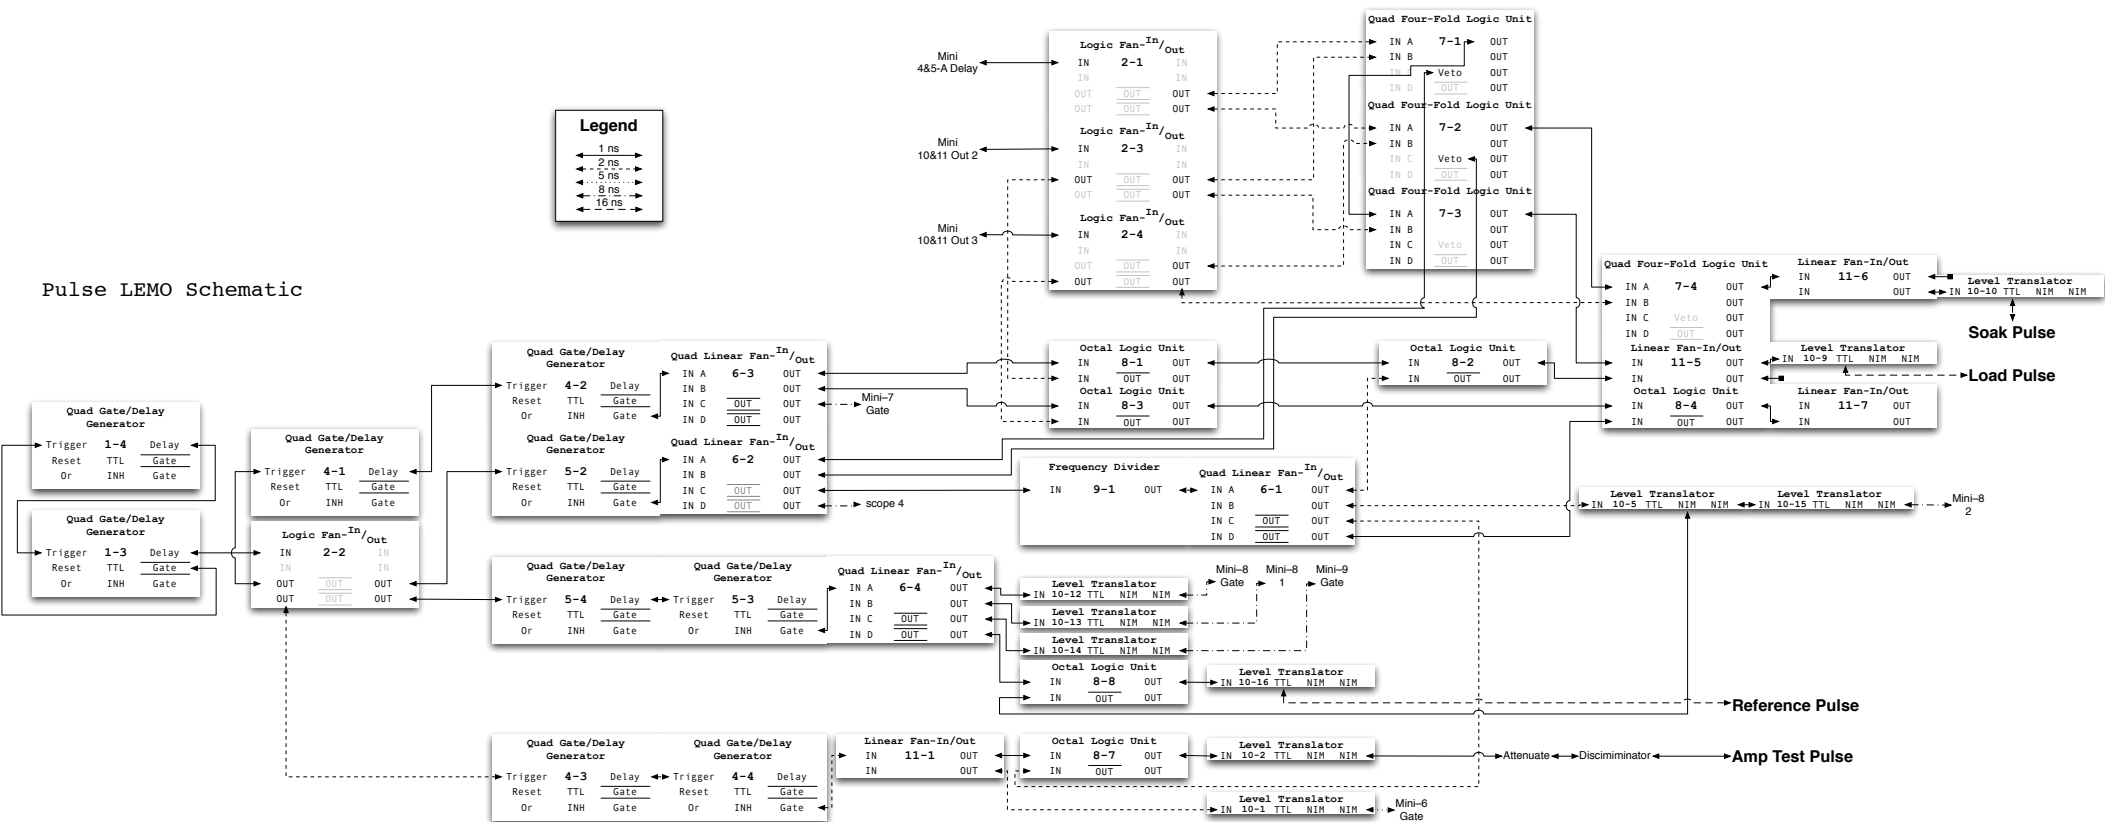 Pulse LEMO Schematic
Legend
1 ns
2 ns
5 ns
8 ns
16 ns
Mini
4&5-A Delay
Mini
10&11 Out 2
Mini
10&11 Out 3
Logic Fan-In/Out
IN 2-1 IN
IN IN
OUT OUT OUT
OUT OUT OUT
Logic Fan-In/Out
IN 2-3 IN
IN IN
OUT OUT OUT
OUT OUT OUT
Logic Fan-In/Out
IN 2-4 IN
IN IN
OUT OUT OUT
OUT OUT OUT
Quad Four-Fold Logic Unit
IN A 7-1 OUT
IN B OUT
IN C Veto OUT
IN D OUT OUT
Quad Four-Fold Logic Unit
IN A 7-2 OUT
IN B OUT
IN C Veto OUT
IN D OUT OUT
Quad Four-Fold Logic Unit
IN A 7-3 OUT
IN B OUT
IN C Veto OUT
IN D OUT OUT
Quad Four-Fold Logic Unit
IN A 7-4 OUT
IN B OUT
IN C Veto OUT
IN D OUT OUT
Linear Fan-In/Out
IN 11-5 OUT
IN OUT
Octal Logic Unit
IN 8-4 OUT
IN OUT OUT
Linear Fan-In/Out
IN 11-6 OUT
IN OUT
Level Translator
IN 10-10 TTL NIM NIM
Soak Pulse
Level Translator
IN 10-9 TTL NIM NIM
Load Pulse
Linear Fan-In/Out
IN 11-7 OUT
IN OUT
Octal Logic Unit
IN 8-1 OUT
IN OUT OUT
Octal Logic Unit
IN 8-3 OUT
IN OUT OUT
Octal Logic Unit
IN 8-2 OUT
IN OUT OUT
Quad Gate/Delay
Generator
Trigger 4-2 Delay
Reset TTL Gate
Or INH Gate
Quad Gate/Delay
Generator
Trigger 5-2 Delay
Reset TTL Gate
Or INH Gate
Quad Linear Fan-In/Out
IN A 6-3 OUT
IN B OUT
IN C OUT OUT
IN D OUT OUT
Mini–7
Gate
Quad Linear Fan-In/Out
IN A 6-2 OUT
IN B OUT
IN C OUT OUT
IN D OUT OUT
scope 4
Quad Gate/Delay
Generator
Trigger 1-4 Delay
Reset TTL Gate
Or INH Gate
Quad Gate/Delay
Generator
Trigger 1-3 Delay
Reset TTL Gate
Or INH Gate
Quad Gate/Delay
Generator
Trigger 4-1 Delay
Reset TTL Gate
Or INH Gate
Logic Fan-In/Out
IN 2-2 IN
IN IN
OUT OUT OUT
OUT OUT OUT
Frequency Divider
IN 9-1 OUT
Quad Linear Fan-In/Out
IN A 6-1 OUT
IN B OUT
IN C OUT OUT
IN D OUT OUT
Level Translator
IN 10-5 TTL NIM NIM
Level Translator
IN 10-15 TTL NIM NIM
Mini–8
2
Quad Gate/Delay
Generator
Trigger 5-4 Delay
Reset TTL Gate
Or INH Gate
Quad Gate/Delay
Generator
Trigger 5-3 Delay
Reset TTL Gate
Or INH Gate
Quad Linear Fan-In/Out
IN A 6-4 OUT
IN B OUT
IN C OUT OUT
IN D OUT OUT
Mini–8
Gate
Mini–8
1
Mini–9
Gate
Level Translator
IN 10-12 TTL NIM NIM
Level Translator
IN 10-13 TTL NIM NIM
Level Translator
IN 10-14 TTL NIM NIM
Octal Logic Unit
IN 8-8 OUT
IN OUT OUT
Level Translator
IN 10-16 TTL NIM NIM
Reference Pulse
Quad Gate/Delay
Generator
Trigger 4-3 Delay
Reset TTL Gate
Or INH Gate
Quad Gate/Delay
Generator
Trigger 4-4 Delay
Reset TTL Gate
Or INH Gate
Linear Fan-In/Out
IN 11-1 OUT
IN OUT
Octal Logic Unit
IN 8-7 OUT
IN OUT OUT
Level Translator
IN 10-2 TTL NIM NIM
Attenuate Discimiminator Amp Test Pulse
Level Translator
IN 10-1 TTL NIM NIM
Mini–6
Gate